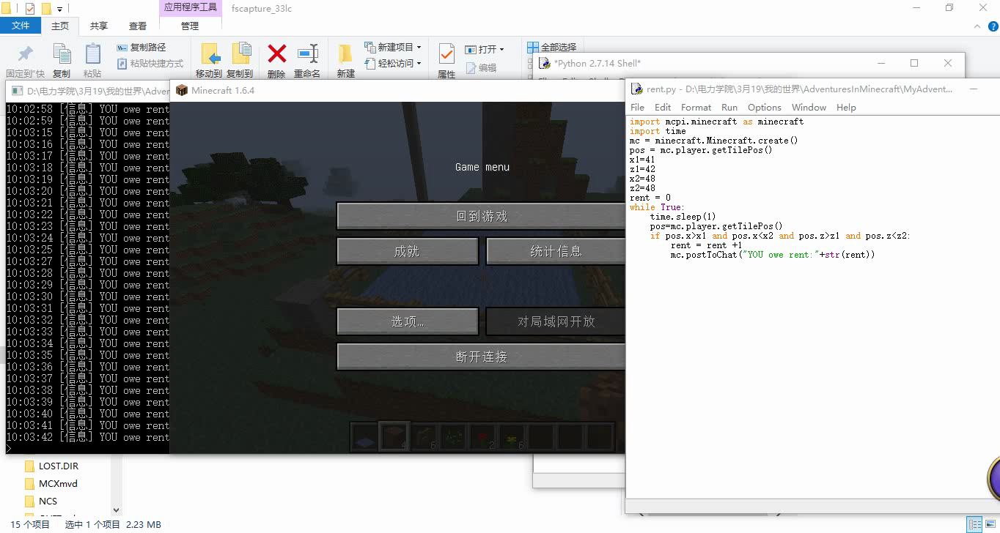 应用程序工具
fscapture_33lc
文件
主页
共享
查看
管理
固定到"快
复制
粘贴
复制路径
粘贴快捷方式
移动到
复制到
删除
重命名
新建
新建项目
轻松访问
属性
打开
编辑
全部选择
*Python 2.7.14 Shell*
D:\电力学院\3月19\我的世界\Adver
10:02:58 [信息] YOU owe rent
10:02:59 [信息] YOU owe rent
10:03:15 [信息] YOU owe rent
10:03:16 [信息] YOU owe rent
10:03:17 [信息] YOU owe rent
10:03:18 [信息] YOU owe rent
10:03:19 [信息] YOU owe rent
10:03:20 [信息] YOU owe rent
10:03:21 [信息] YOU owe rent
10:03:22 [信息] YOU owe rent
10:03:23 [信息] YOU owe rent
10:03:24 [信息] YOU owe rent
10:03:25 [信息] YOU owe rent
10:03:27 [信息] YOU owe rent
10:03:28 [信息] YOU owe rent
10:03:29 [信息] YOU owe rent
10:03:30 [信息] YOU owe rent
10:03:31 [信息] YOU owe rent
10:03:32 [信息] YOU owe rent
10:03:33 [信息] YOU owe rent
10:03:34 [信息] YOU owe rent
10:03:35 [信息] YOU owe rent
10:03:36 [信息] YOU owe rent
10:03:37 [信息] YOU owe rent
10:03:38 [信息] YOU owe rent
10:03:39 [信息] YOU owe rent
10:03:40 [信息] YOU owe rent
10:03:41 [信息] YOU owe rent
10:03:42 [信息] YOU owe rent
>
Minecraft 1.6.4
Game menu
回到游戏
成就
统计信息
选项...
对局域网开放
断开连接
4
6
2
6
rent.py - D:\电力学院\3月19\我的世界\AdventuresInMinecraft\MyAdvent...
File Edit Format Run Options Window Help
import mcpi.minecraft as minecraft
import time
mc = minecraft.Minecraft.create()
pos = mc.player.getTilePos()
x1=41
z1=42
x2=48
z2=48
rent = 0
while True:
    time.sleep(1)
    pos=mc.player.getTilePos()
    if pos.x>x1 and pos.x<x2 and pos.z>z1 and pos.z<z2:
        rent = rent +1
        mc.postToChat("YOU owe rent:"+str(rent))
LOST.DIR
MCXmvd
NCS
15 个项目
选中 1 个项目 2.23 MB